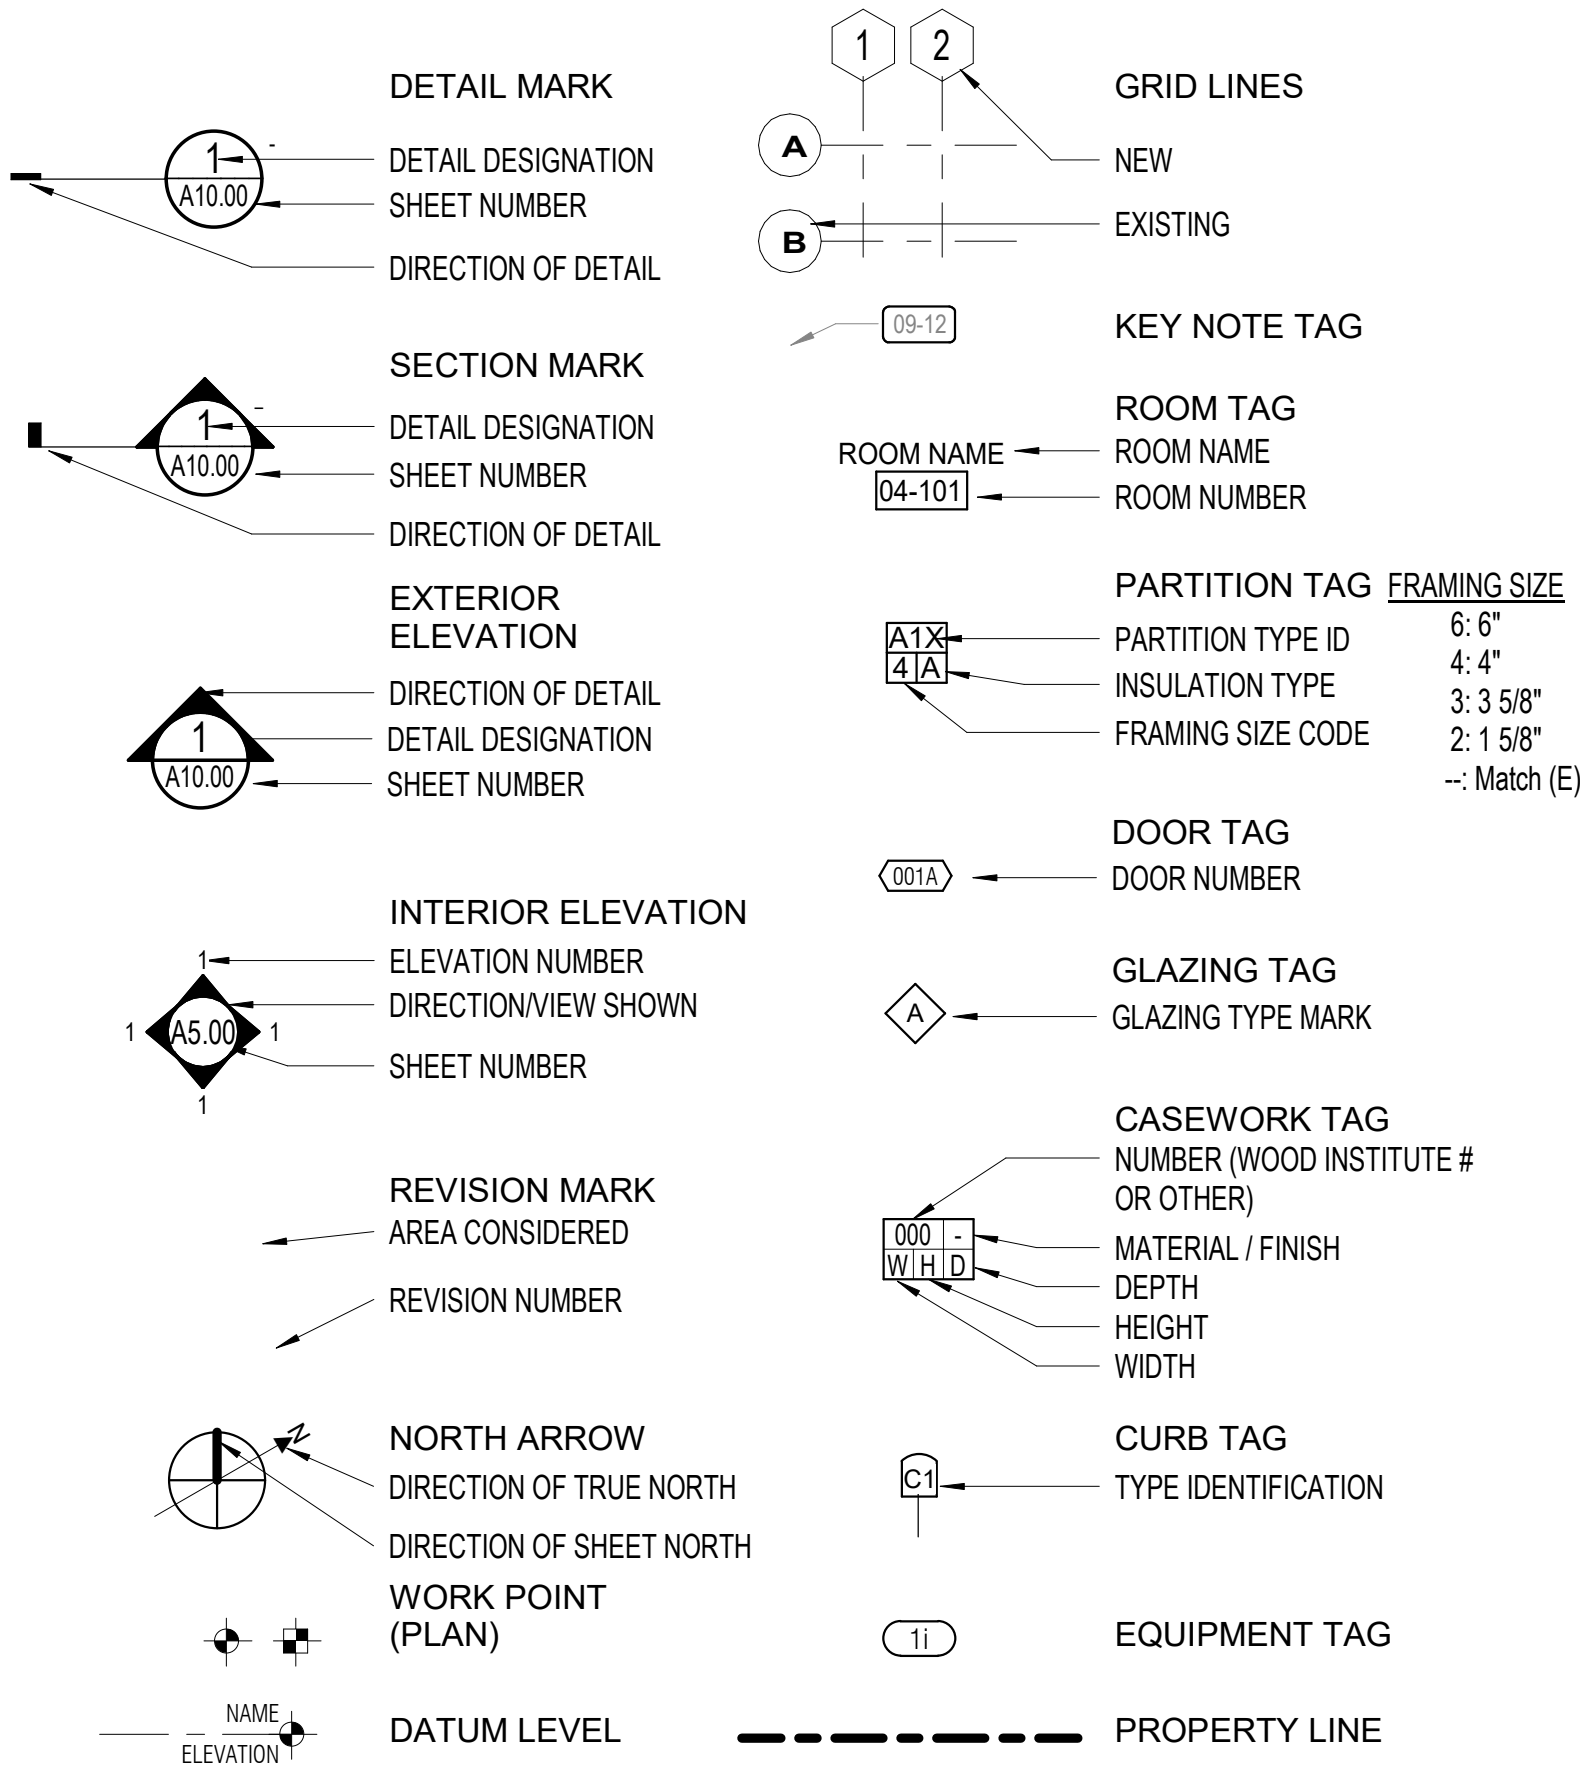 DETAIL MARK
1
-
DETAIL DESIGNATION
A10.00
SHEET NUMBER
DIRECTION OF DETAIL
SECTION MARK
1
-
DETAIL DESIGNATION
A10.00
SHEET NUMBER
DIRECTION OF DETAIL
EXTERIOR
ELEVATION
DIRECTION OF DETAIL
1
DETAIL DESIGNATION
A10.00
SHEET NUMBER
INTERIOR ELEVATION
1
ELEVATION NUMBER
DIRECTION/VIEW SHOWN
1 A5.00 1
SHEET NUMBER
1
REVISION MARK
AREA CONSIDERED
REVISION NUMBER
N
NORTH ARROW
DIRECTION OF TRUE NORTH
DIRECTION OF SHEET NORTH
WORK POINT
(PLAN)
NAME
ELEVATION
DATUM LEVEL
1 2
GRID LINES
A
NEW
B
EXISTING
09-12
KEY NOTE TAG
ROOM TAG
ROOM NAME
ROOM NAME
04-101
ROOM NUMBER
PARTITION TAG
A1X
PARTITION TYPE ID
4 A
INSULATION TYPE
FRAMING SIZE CODE
FRAMING SIZE
6: 6"
4: 4"
3: 3 5/8"
2: 1 5/8"
--: Match (E)
DOOR TAG
001A
DOOR NUMBER
GLAZING TAG
A
GLAZING TYPE MARK
CASEWORK TAG
NUMBER (WOOD INSTITUTE #
OR OTHER)
000 -
W H D
MATERIAL / FINISH
DEPTH
HEIGHT
WIDTH
CURB TAG
C1
TYPE IDENTIFICATION
1i
EQUIPMENT TAG
PROPERTY LINE